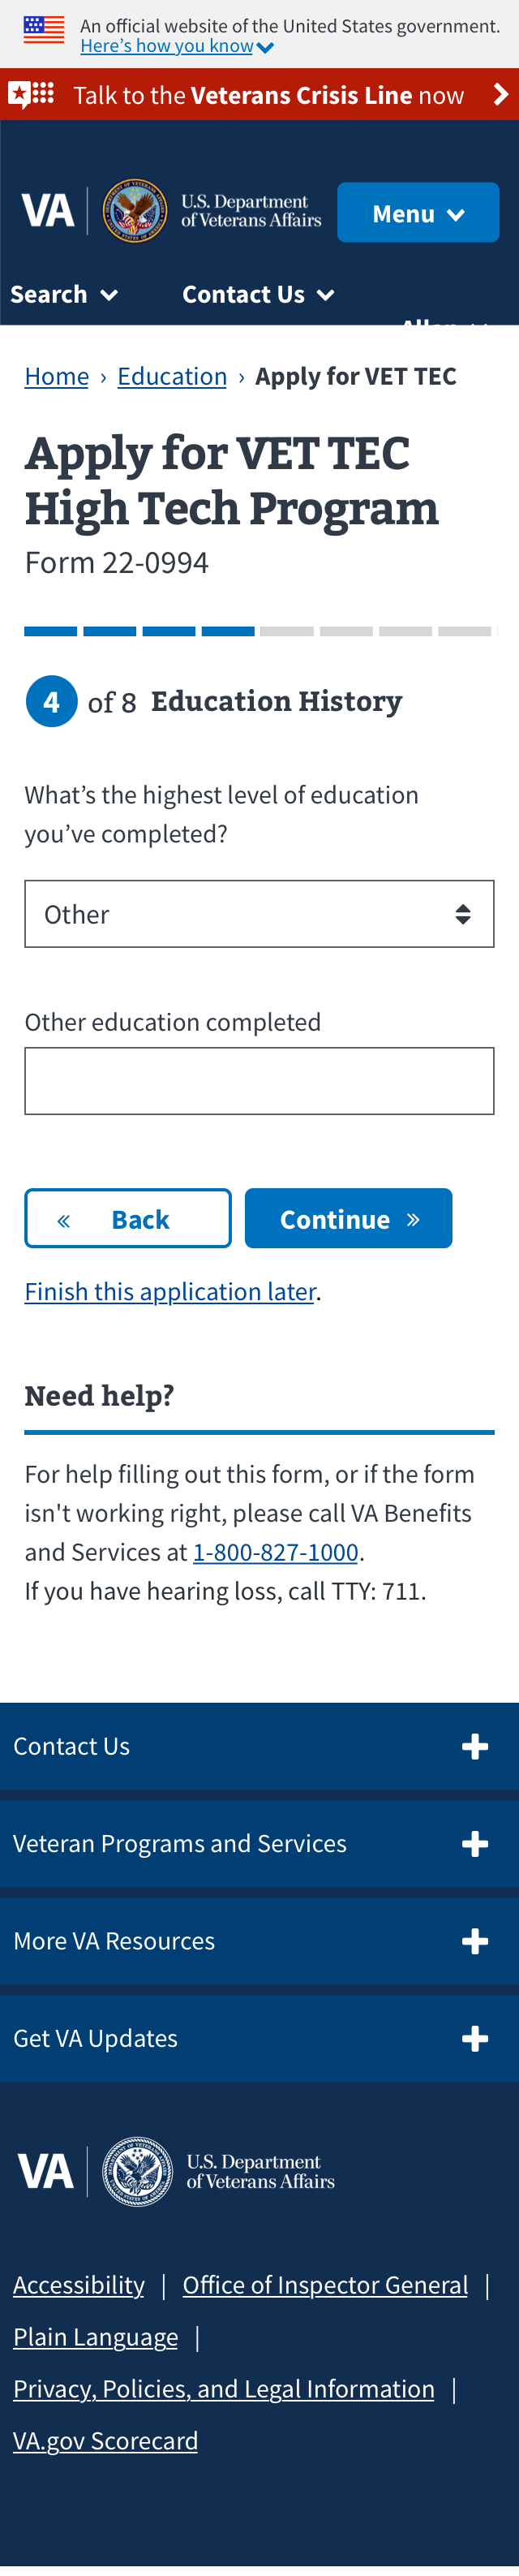 An official website of the United States government.
Here’s how you know
Talk to the Veterans Crisis Line now
VA
U.S. Department
of Veterans Affairs
Menu
Search
Contact Us
Home › Education › Apply for VET TEC
Apply for VET TEC
High Tech Program
Form 22-0994
4 of 8 Education History
What’s the highest level of education
you’ve completed?
Other
Other education completed
« Back
Continue »
Finish this application later.
Need help?
For help filling out this form, or if the form
isn't working right, please call VA Benefits
and Services at 1-800-827-1000.
If you have hearing loss, call TTY: 711.
Contact Us
Veteran Programs and Services
More VA Resources
Get VA Updates
VA
U.S. Department
of Veterans Affairs
Accessibility | Office of Inspector General |
Plain Language |
Privacy, Policies, and Legal Information |
VA.gov Scorecard